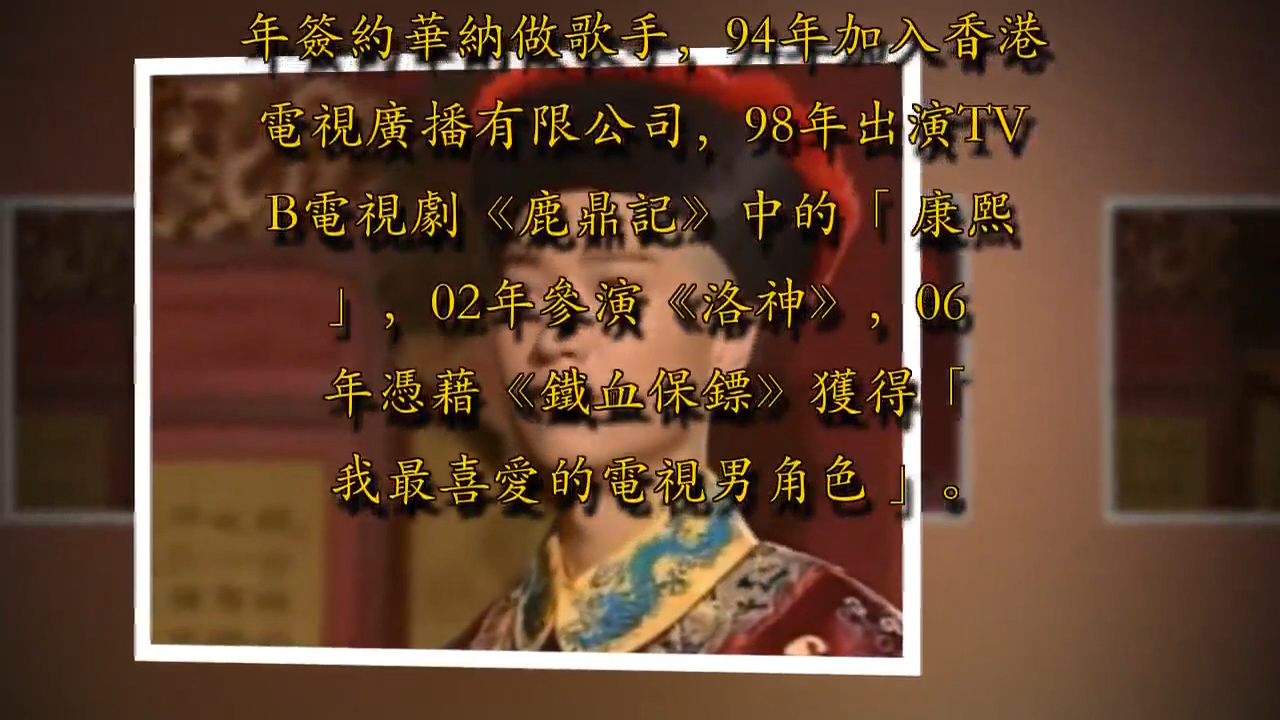 年簽約華納做歌手，94年加入香港
電視廣播有限公司，98年出演TV
B電視劇《鹿鼎記》中的「康熙
」，02年參演《洛神》，06
年憑藉《鐵血保鏢》獲得「
我最喜愛的電視男角色」。